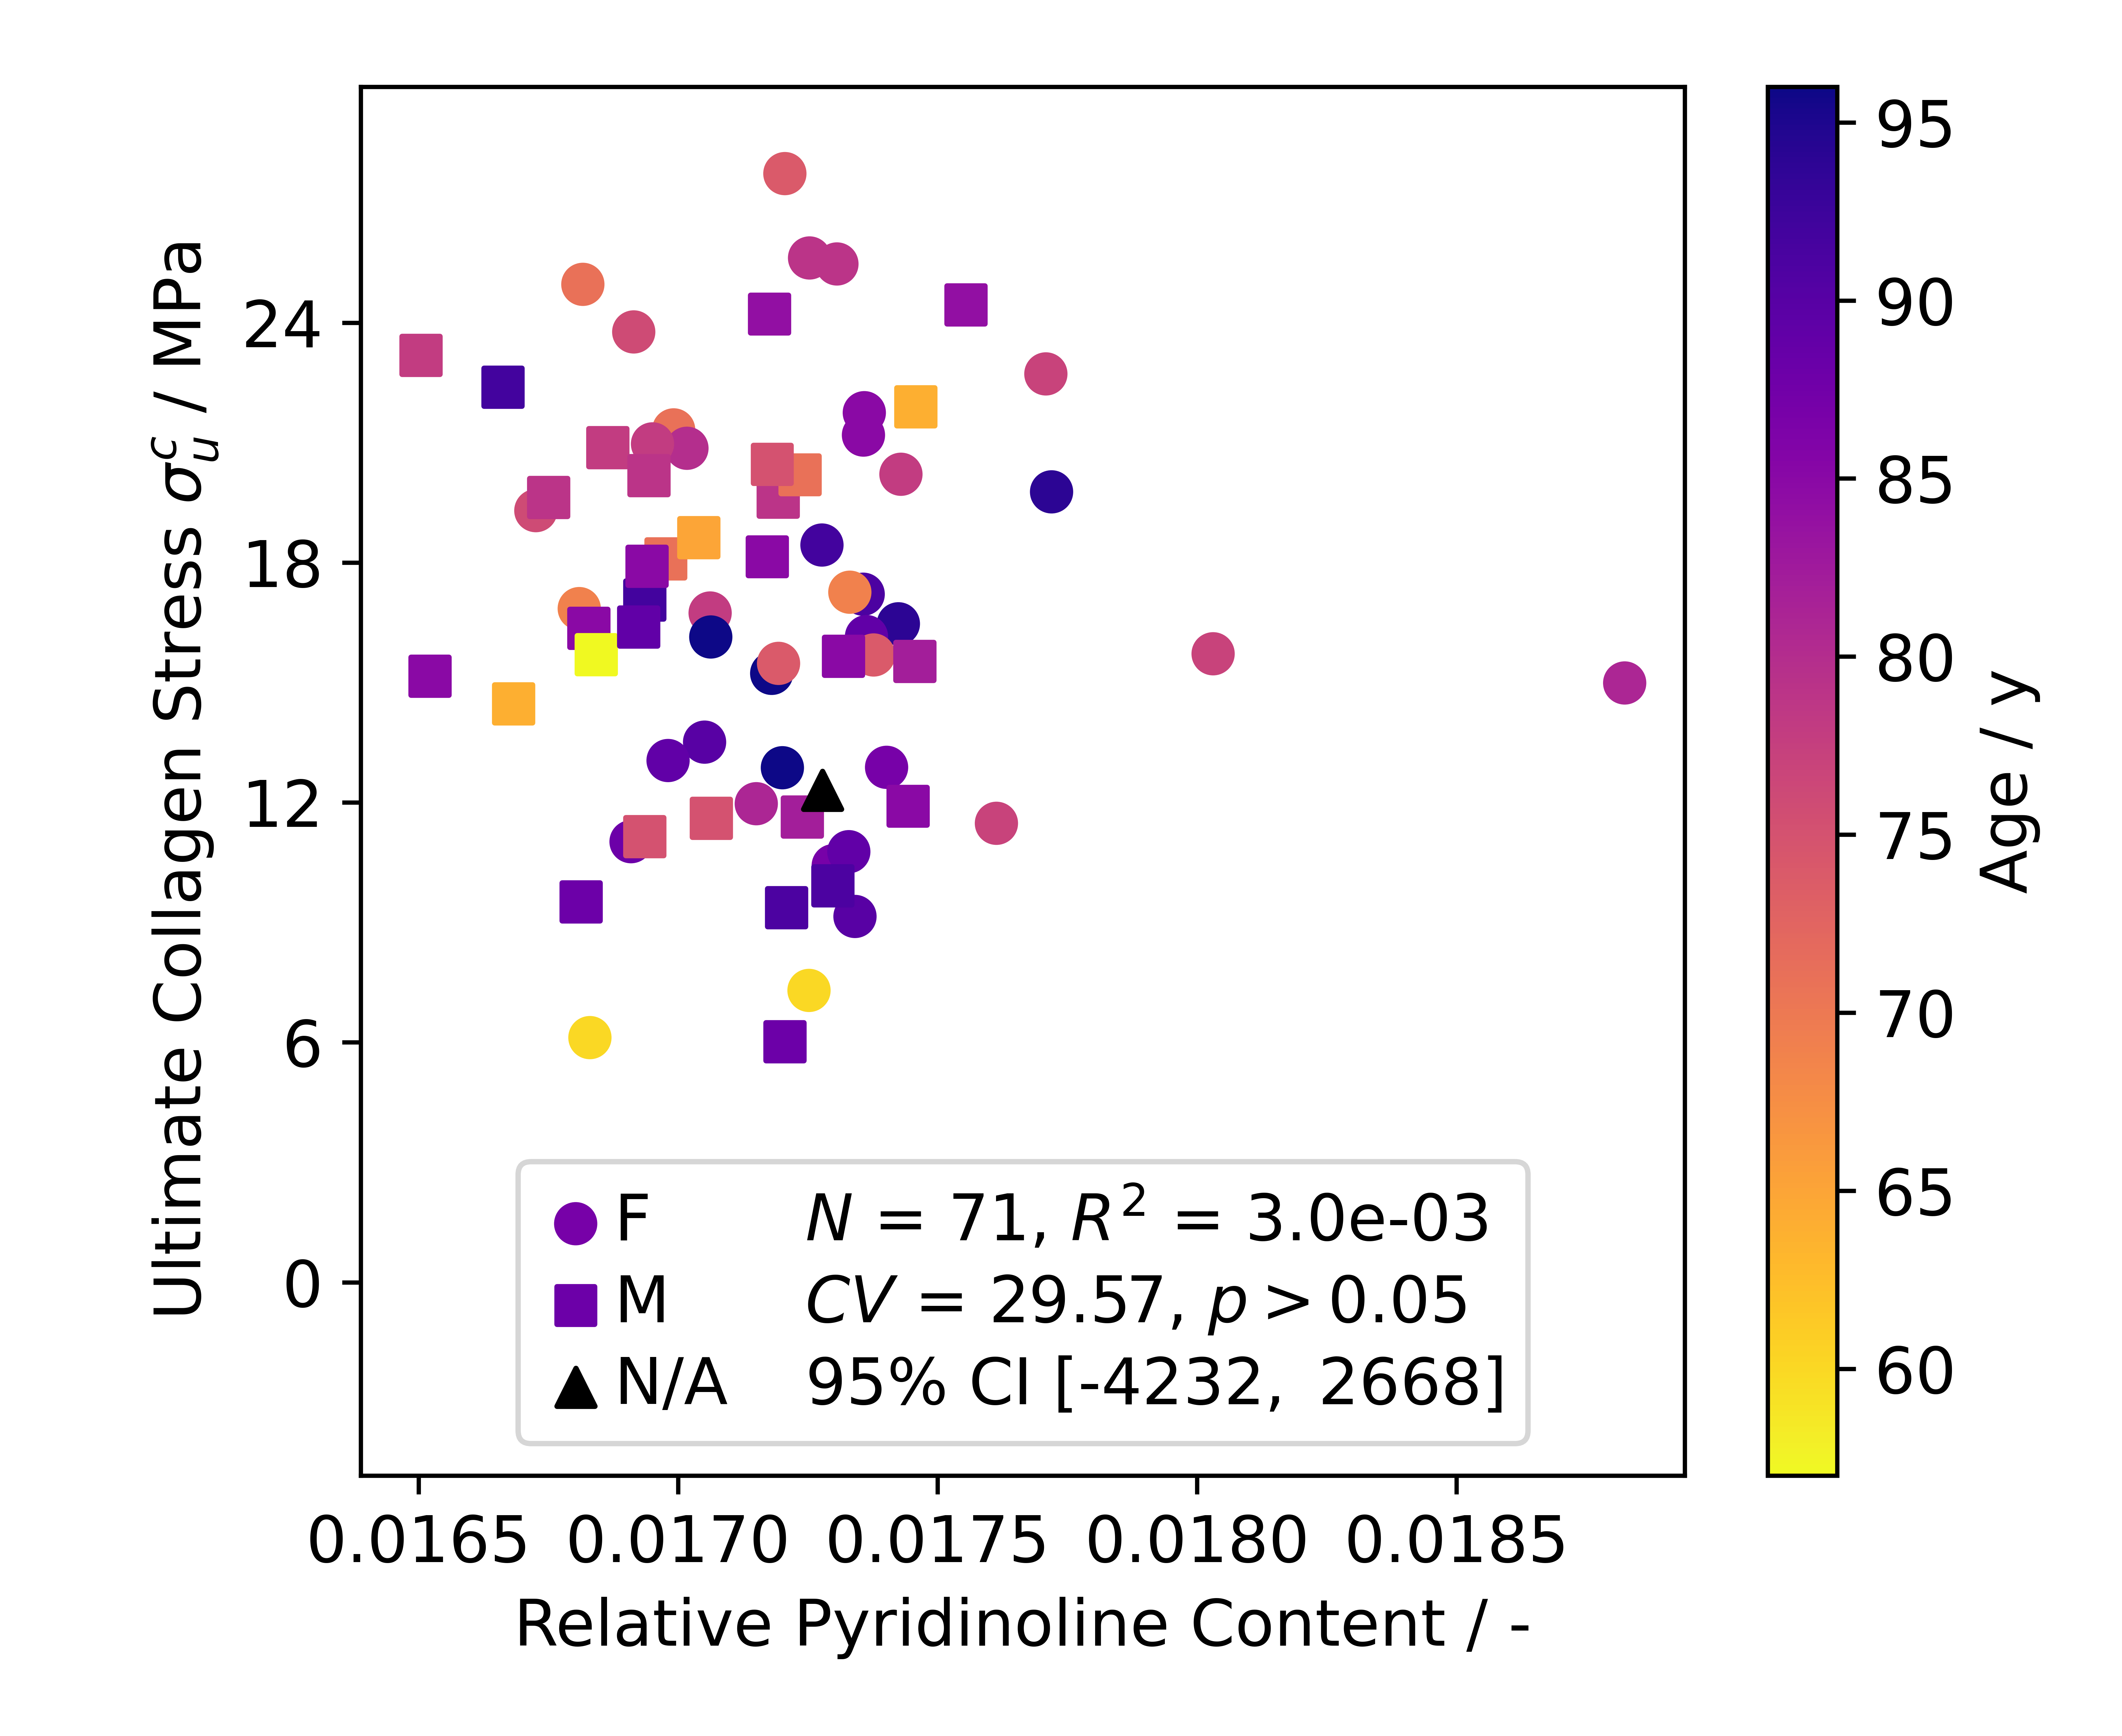 Ultimate Collagen Stress σᶜᵤ / MPa
24
18
12
6
0
F
M
N/A
N = 71, R² = 3.0e-03
CV = 29.57, p > 0.05
95% CI [-4232, 2668]
0.0165 0.0170 0.0175 0.0180 0.0185
Relative Pyridinoline Content / -
95
90
85
80
75
70
65
60
Age / y